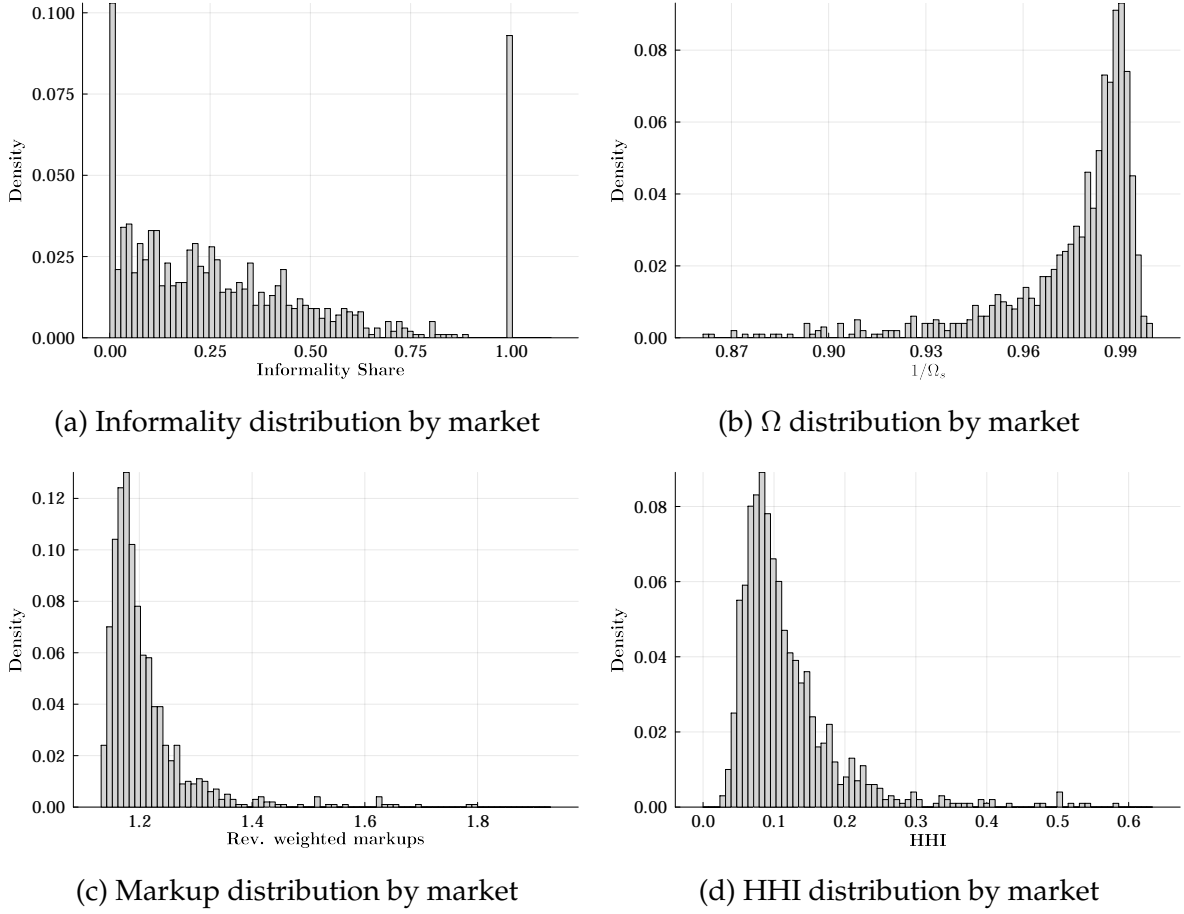 0.100
0.075
0.050
0.025
0.000
Density
0.00 0.25 0.50 0.75 1.00
Informality Share
(a) Informality distribution by market
0.08
0.06
0.04
0.02
0.00
Density
0.87 0.90 0.93 0.96 0.99
1/Ωₛ
(b) Ω distribution by market
0.12
0.10
0.08
0.06
0.04
0.02
0.00
Density
1.2 1.4 1.6 1.8
Rev. weighted markups
(c) Markup distribution by market
0.08
0.06
0.04
0.02
0.00
Density
0.0 0.1 0.2 0.3 0.4 0.5 0.6
HHI
(d) HHI distribution by market